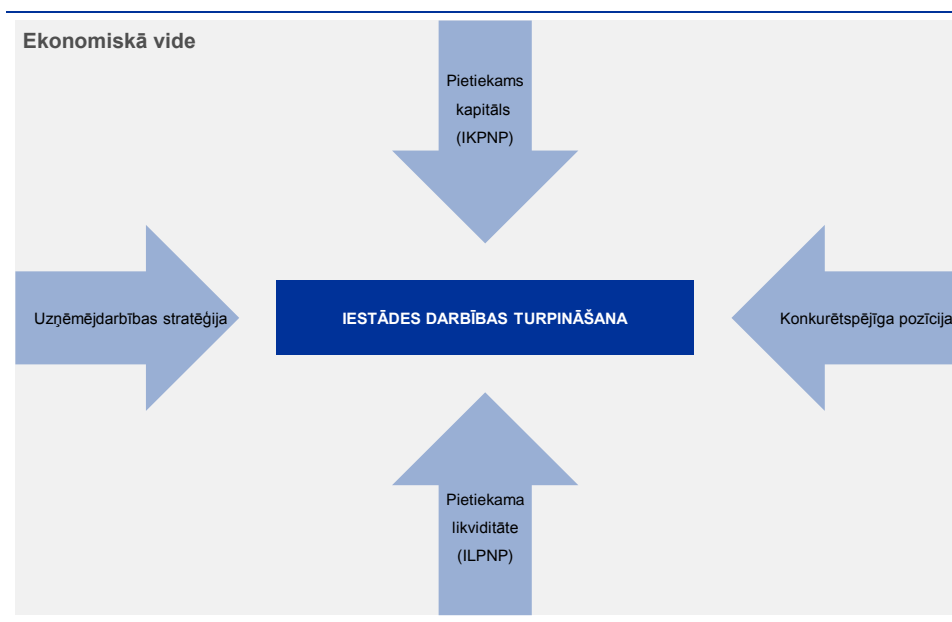 Ekonomiskā vide
Pietiekams
kapitāls
(IKPNP)
Uzņēmējdarbības stratēģija
IESTĀDES DARBĪBAS TURPINĀŠANA
Konkurētspējīga pozīcija
Pietiekama
likviditāte
(ILPNP)